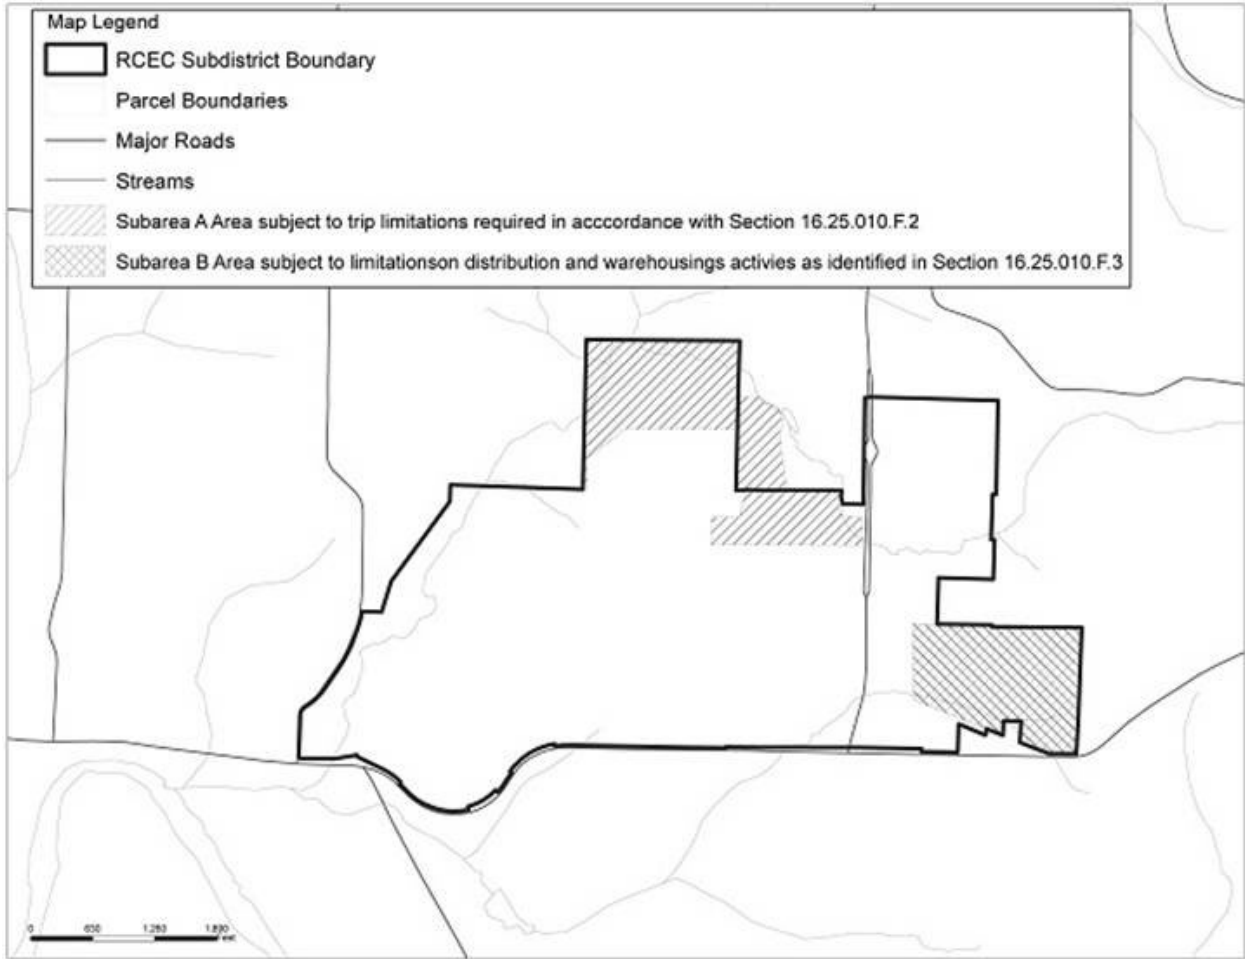 Map Legend
RCEC Subdistrict Boundary
Parcel Boundaries
Major Roads
Streams
Subarea A Area subject to trip limitations required in acccordance with Section 16.25.010.F.2
Subarea B Area subject to limitationson distribution and warehousings activies as identified in Section 16.25.010.F.3
0